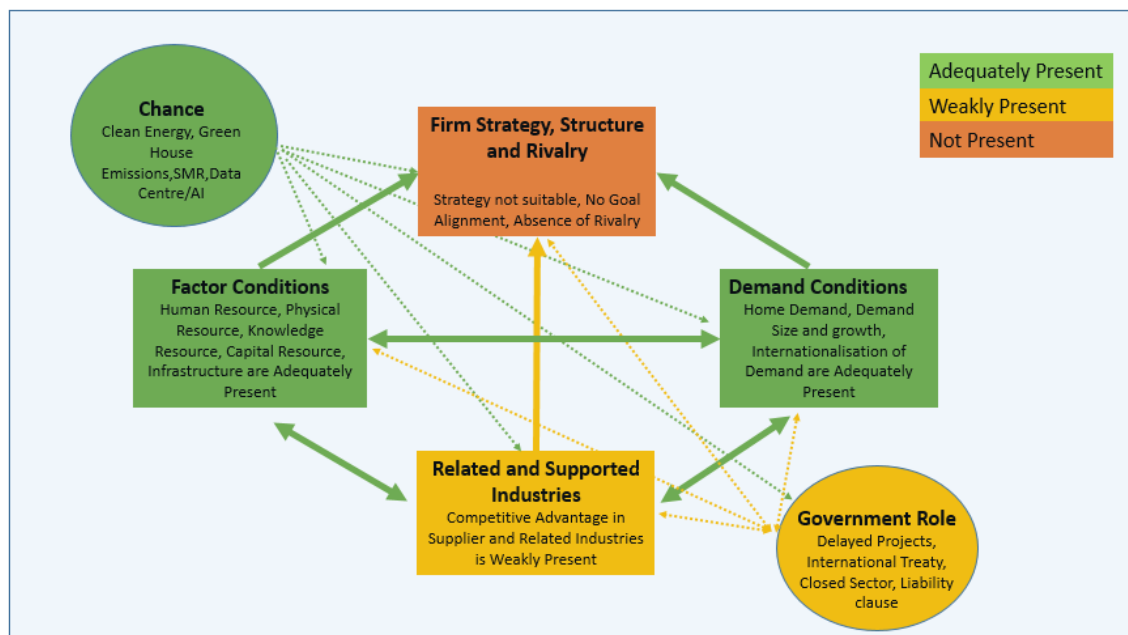 Chance
Clean Energy, Green
House
Emissions,SMR,Data
Centre/AI
Firm Strategy, Structure
and Rivalry
Strategy not suitable, No Goal
Alignment, Absence of Rivalry
Adequately Present
Weakly Present
Not Present
Factor Conditions
Human Resource, Physical
Resource, Knowledge
Resource, Capital Resource,
Infrastructure are Adequately
Present
Demand Conditions
Home Demand, Demand
Size and growth,
Internationalisation of
Demand are Adequately
Present
Related and Supported
Industries
Competitive Advantage in
Supplier and Related Industries
is Weakly Present
Government Role
Delayed Projects,
International Treaty,
Closed Sector, Liability
clause